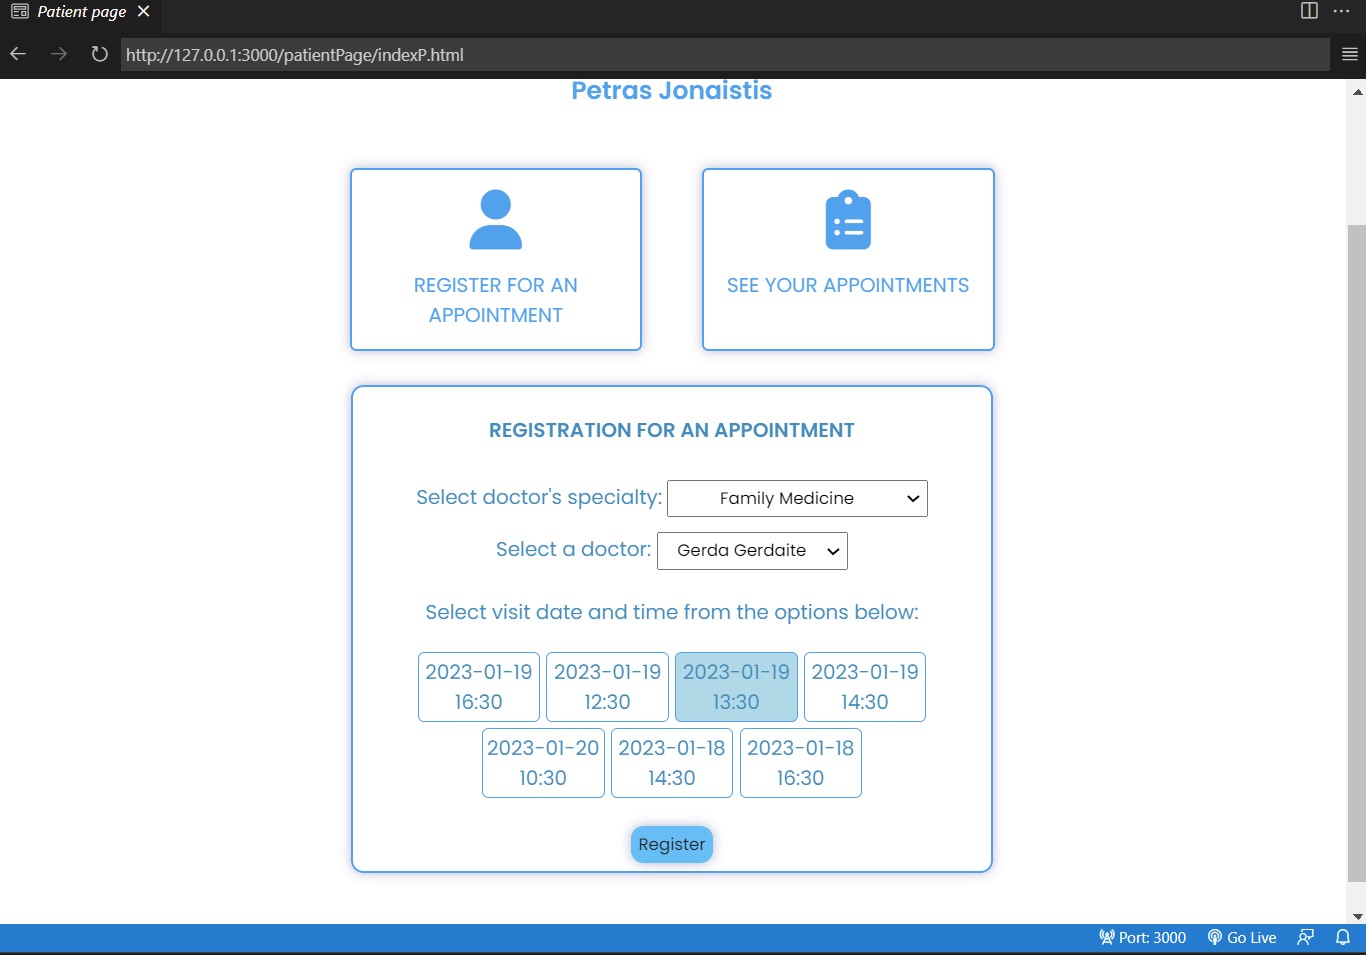 Patient page
http://127.0.0.1:3000/patientPage/indexP.html
Petras Jonaistis
REGISTER FOR AN
APPOINTMENT
SEE YOUR APPOINTMENTS
REGISTRATION FOR AN APPOINTMENT
Select doctor's specialty: Family Medicine
Select a doctor: Gerda Gerdaite
Select visit date and time from the options below:
2023-01-19 16:30
2023-01-19 12:30
2023-01-19 13:30
2023-01-19 14:30
2023-01-20 10:30
2023-01-18 14:30
2023-01-18 16:30
Register
Port: 3000 Go Live